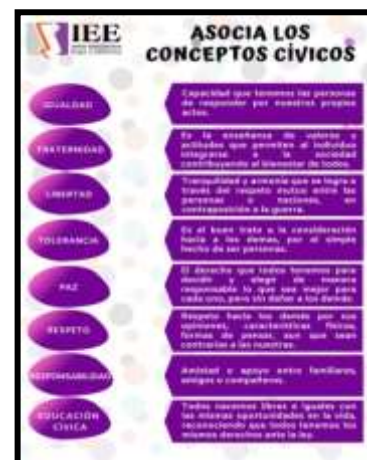 IEE
ASOCIA LOS
CONCEPTOS CÍVICOS
IGUALDAD
Capacidad que tenemos las personas
de responder por nuestros propios
actos.
FRATERNIDAD
Es la enseñanza de valores y
actitudes que permiten al individuo
integrarse a la sociedad
contribuyendo al bienestar de todos.
LIBERTAD
Tranquilidad y armonía que se logra a
través del respeto mutuo entre las
personas o naciones, en
contraposición a la guerra.
TOLERANCIA
Es el buen trato a la consideración
hacia a los demás, por el simple
hecho de ser personas.
PAZ
El derecho que todos tenemos para
decidir y elegir de manera
responsable lo que sea mejor para
cada uno, pero sin dañar a los demás.
RESPETO
Respeto hacia los demás por sus
opiniones, características físicas,
formas de pensar, aun que sean
contrarias a las nuestras.
RESPONSABILIDAD
Amistad o apoyo entre familiares,
amigos o compañeros.
EDUCACIÓN
CÍVICA
Todos nacemos libres e iguales con
las mismas oportunidades en la vida,
reconociendo que todos tenemos los
mismos derechos ante la ley.